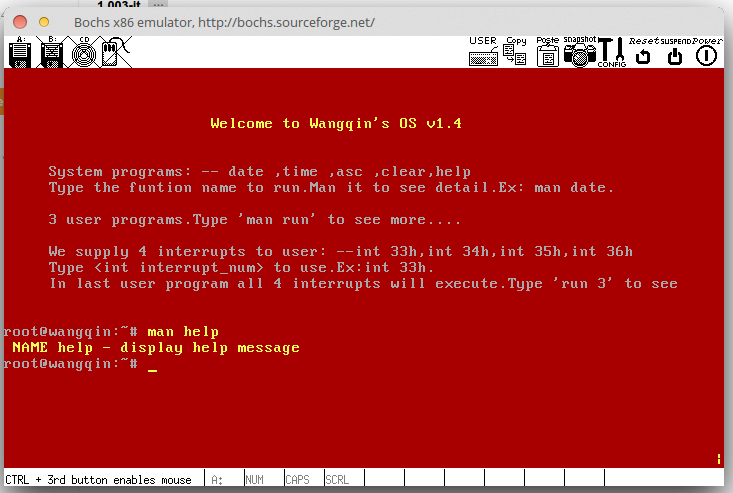 1.003-it ...
Bochs x86 emulator, http://bochs.sourceforge.net/
A: B: CD USER Copy Paste snapshot CONFIG Reset SUSPEND Power
Welcome to Wangqin's OS v1.4
System programs: -- date ,time ,asc ,clear,help
Type the funtion name to run.Man it to see detail.Ex: man date.
3 user programs.Type 'man run' to see more....
We supply 4 interrupts to user: --int 33h,int 34h,int 35h,int 36h
Type <int interrupt_num> to use.Ex:int 33h.
In last user program all 4 interrupts will execute.Type 'run 3' to see
root@wangqin:~# man help
NAME help - display help message
root@wangqin:~# _
CTRL + 3rd button enables mouse A: NUM CAPS SCRL